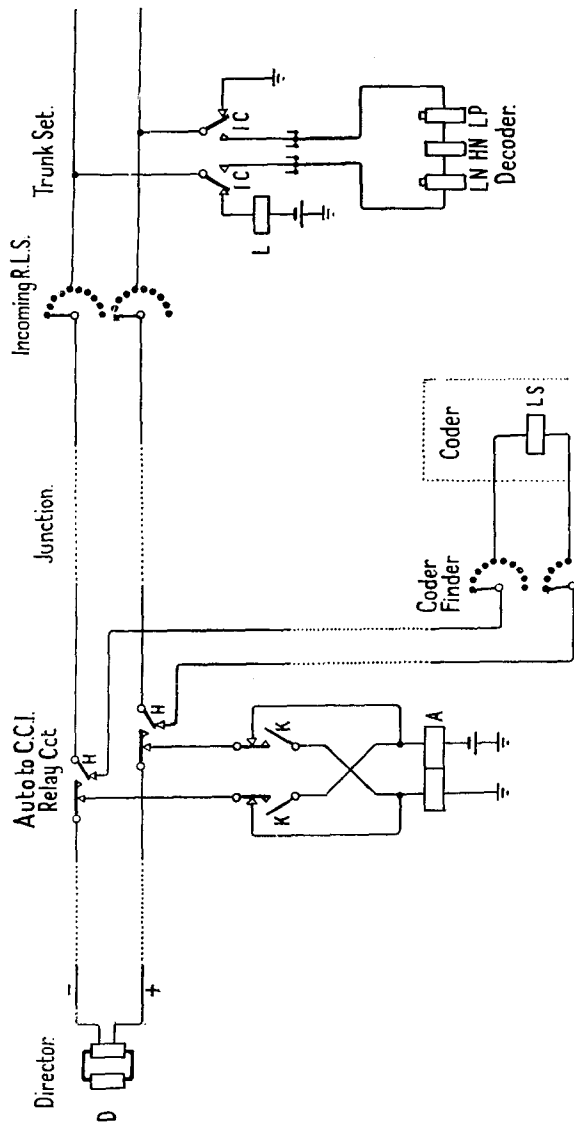 Director.
D
−
+
Auto to C.C.I.
Relay Cct
H
H
K
K
A
Junction.
Coder
Finder
Coder
LS
Incoming R.L.S.
Trunk Set.
IC
IC
L
LN HN LP
Decoder.